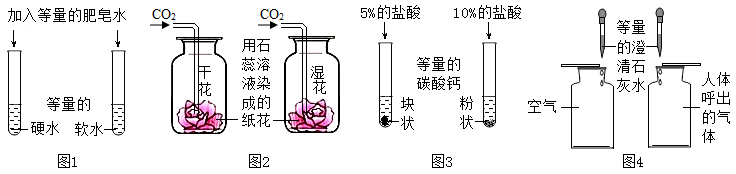 加入等量的肥皂水
等量的
硬水
软水
图1
CO2
CO2
干花
用石蕊溶液染成的纸花
湿花
图2
5%的盐酸
10%的盐酸
等量的碳酸钙
块状
粉状
图3
等量的澄清石灰水
空气
人体呼出的气体
图4